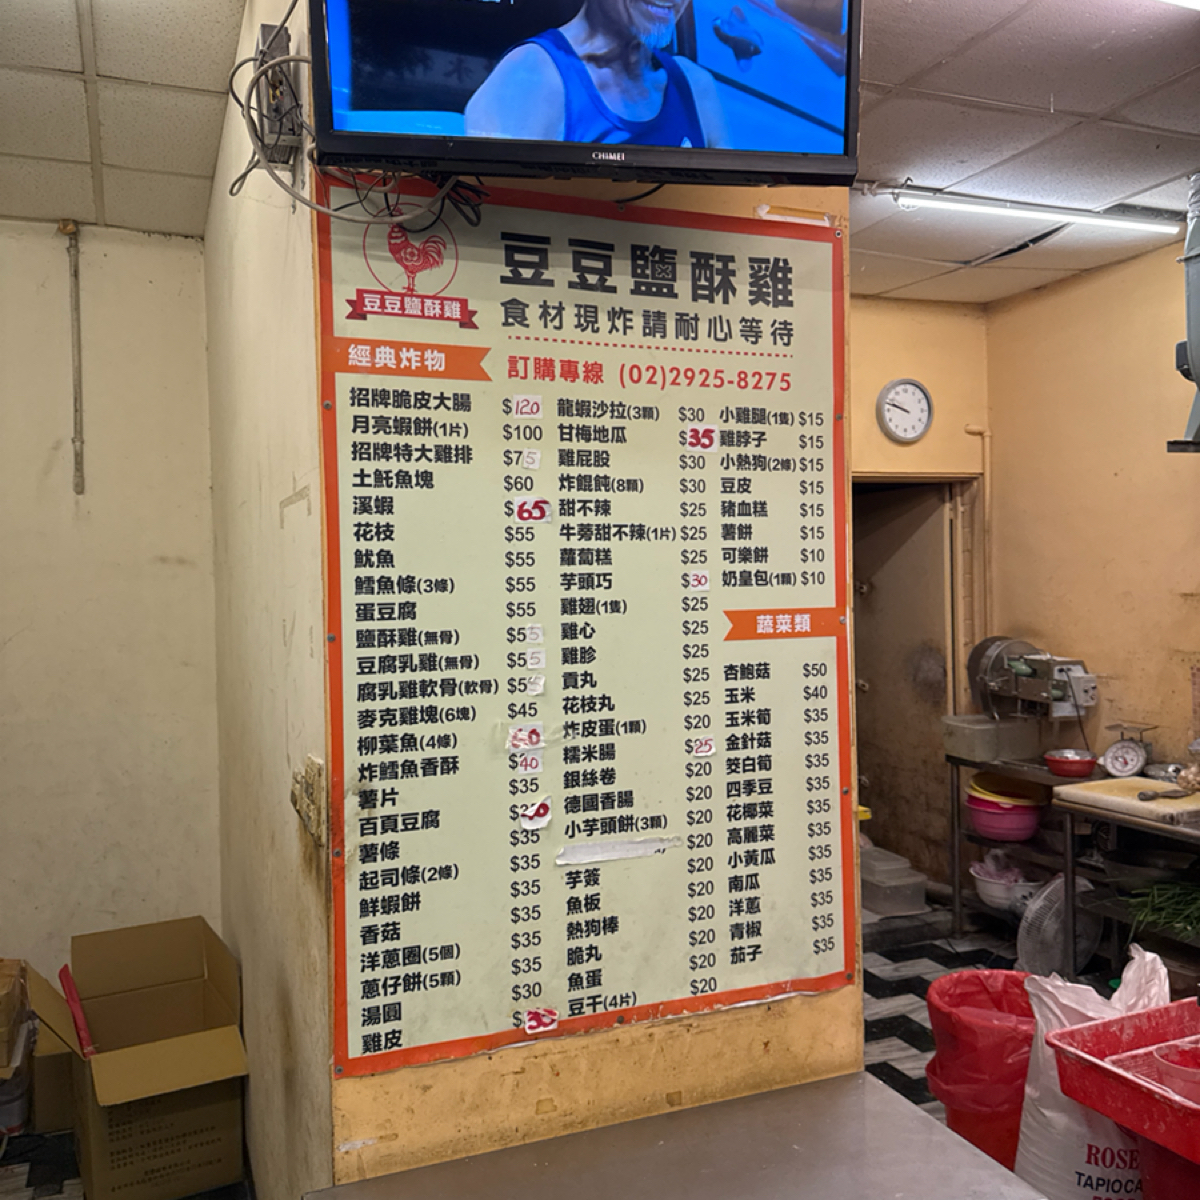 CHIMEI
豆豆鹽酥雞
豆豆鹽酥雞
食材現炸請耐心等待
訂購專線 (02)2925-8275
經典炸物
招牌脆皮大腸 $120
月亮蝦餅(1片) $100
招牌特大雞排 $75
土魠魚塊 $60
溪蝦 $65
花枝 $55
魷魚 $55
鱈魚條(3條) $55
蛋豆腐 $55
鹽酥雞(無骨) $55
豆腐乳雞(無骨) $55
腐乳雞軟骨(軟骨) $55
麥克雞塊(6塊) $45
柳葉魚(4條) $60
炸鱈魚香酥 $40
薯片 $35
百頁豆腐
薯條 $35
起司條(2條) $35
鮮蝦餅 $35
香菇 $35
洋蔥圈(5個) $35
蔥仔餅(5顆) $35
湯圓 $30
雞皮
龍蝦沙拉(3顆) $30
甘梅地瓜 $35
雞屁股 $30
炸餛飩(8顆) $30
甜不辣 $25
牛蒡甜不辣(1片) $25
蘿蔔糕 $25
芋頭巧 $30
雞翅(1隻) $25
雞心 $25
雞胗 $25
貢丸 $25
花枝丸 $25
炸皮蛋(1顆) $20
糯米腸 $25
銀絲卷 $20
德國香腸 $20
小芋頭餅(3顆) $20
$20
芋簽 $20
魚板 $20
熱狗棒 $20
脆丸 $20
魚蛋 $20
豆干(4片) $20
小雞腿(1隻) $15
雞脖子 $15
小熱狗(2條) $15
豆皮 $15
豬血糕 $15
薯餅 $15
可樂餅 $10
奶皇包(1顆) $10
蔬菜類
杏鮑菇 $50
玉米 $40
玉米筍 $35
金針菇 $35
筊白筍 $35
四季豆 $35
花椰菜 $35
高麗菜 $35
小黃瓜 $35
南瓜 $35
洋蔥 $35
青椒 $35
茄子 $35
ROSE
TAPIOCA